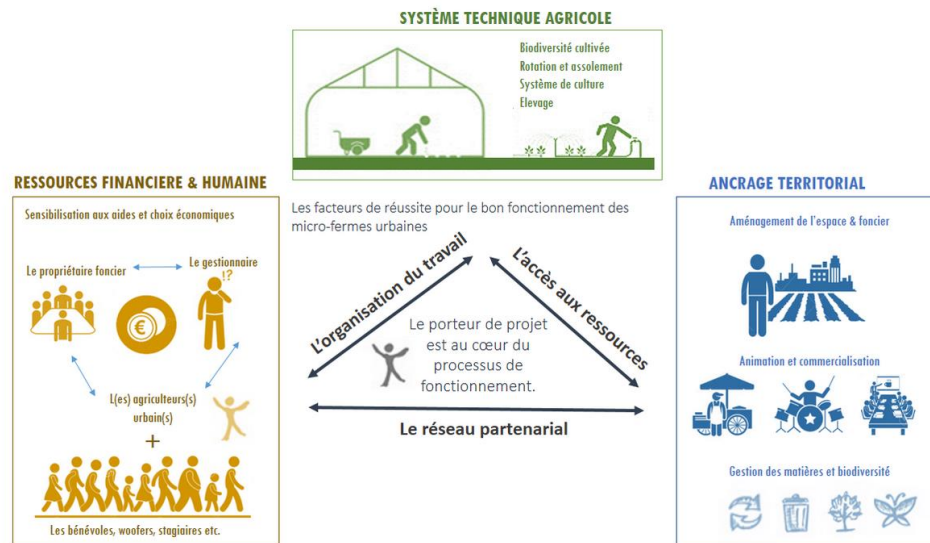 SYSTÈME TECHNIQUE AGRICOLE
Biodiversité cultivée
Rotation et assolement
Système de culture
Elevage
RESSOURCES FINANCIERE & HUMAINE
Sensibilisation aux aides et choix économiques
Le propriétaire foncier
Le gestionnaire
!?
€
L(es) agriculteurs(s)
urbain(s)
+
Les bénévoles, woofers, stagiaires etc.
Les facteurs de réussite pour le bon fonctionnement des
micro-fermes urbaines
L'organisation du travail
L'accès aux ressources
Le porteur de projet
est au cœur du
processus de
fonctionnement.
Le réseau partenarial
ANCRAGE TERRITORIAL
Aménagement de l'espace & foncier
Animation et commercialisation
Gestion des matières et biodiversité